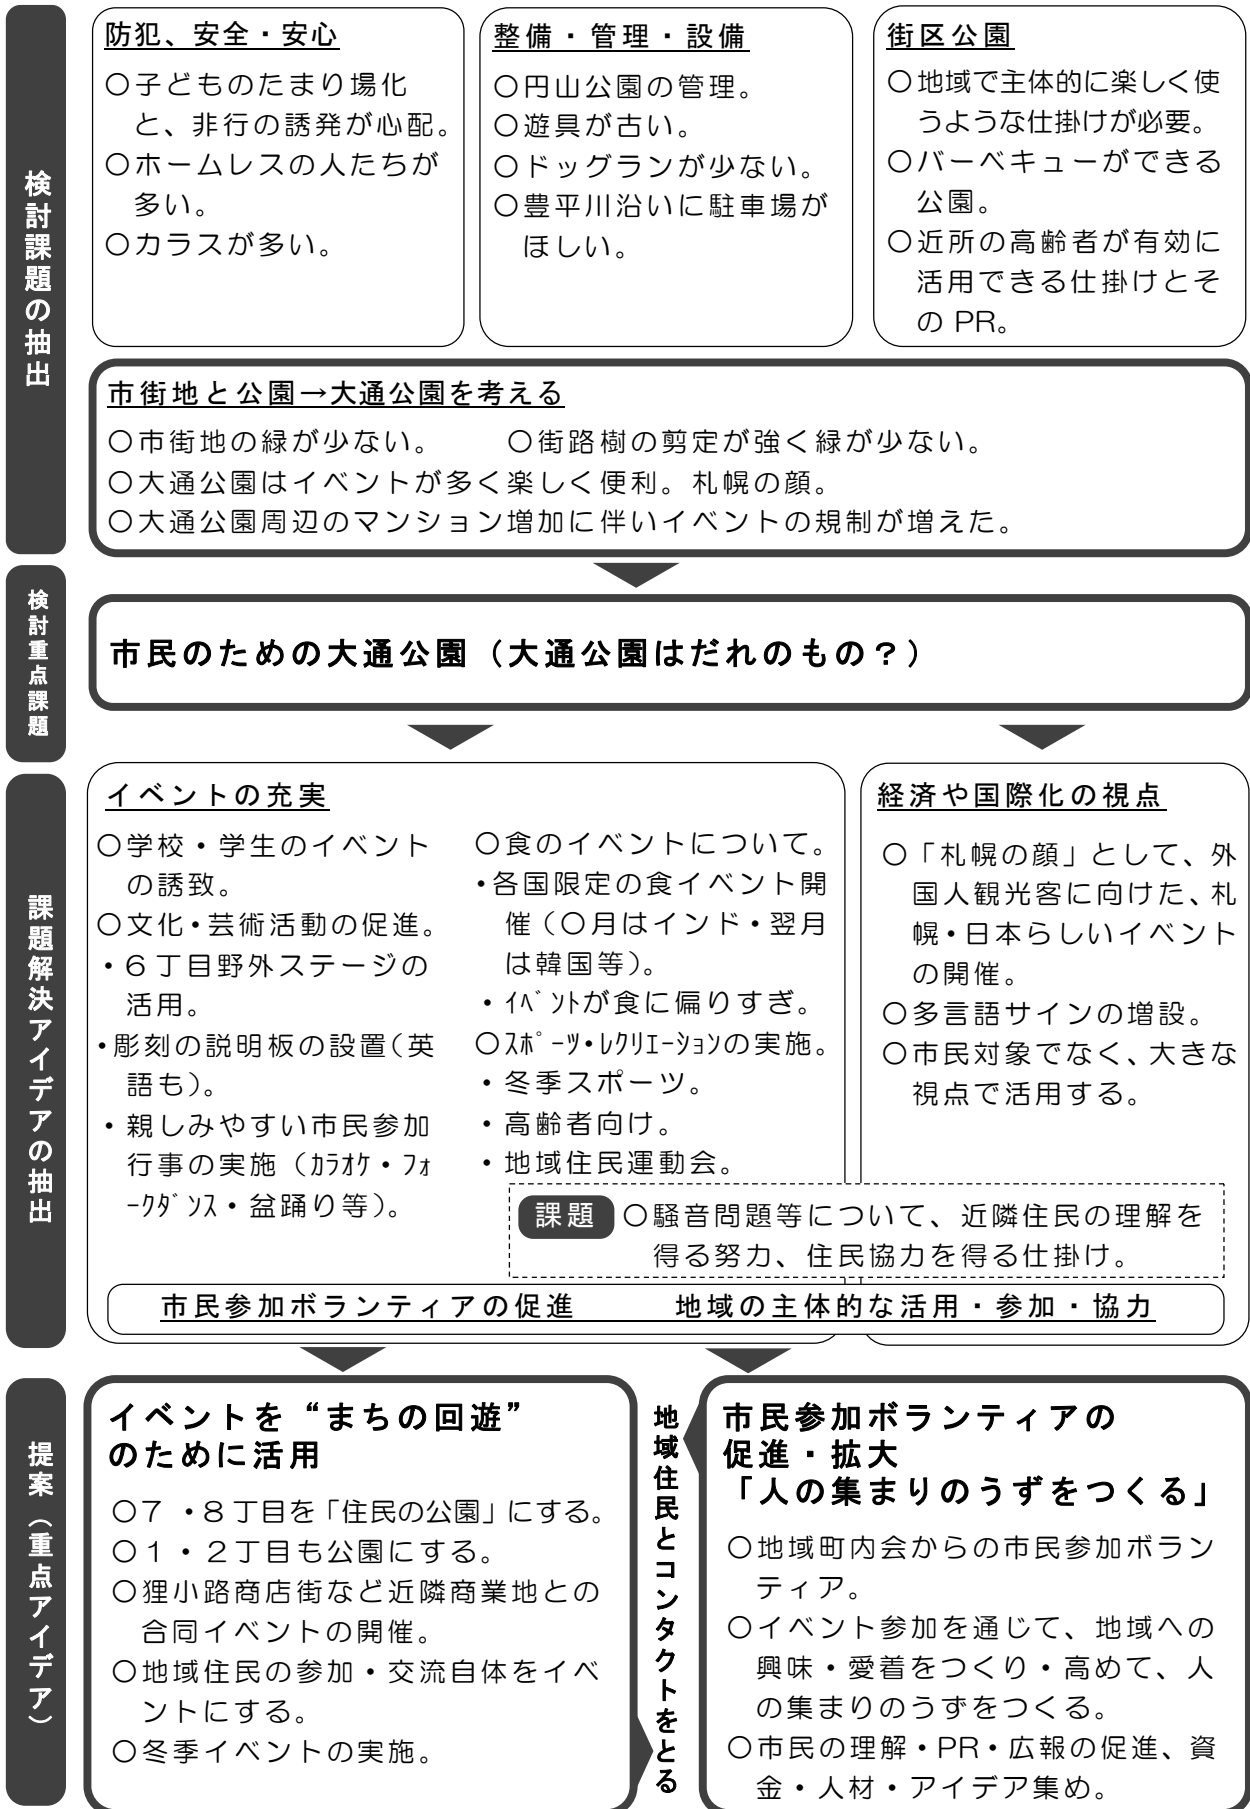 検討課題の抽出
防犯、安全・安心
〇子どものたまり場化
と、非行の誘発が心配。
〇ホームレスの人たちが
多い。
〇カラスが多い。
整備・管理・設備
〇円山公園の管理。
〇遊具が古い。
〇ドッグランが少ない。
〇豊平川沿いに駐車場が
ほしい。
街区公園
〇地域で主体的に楽しく使
うような仕掛けが必要。
〇バーベキューができる
公園。
〇近所の高齢者が有効に
活用できる仕掛けとそ
の PR。
市街地と公園→大通公園を考える
〇市街地の緑が少ない。 〇街路樹の剪定が強く緑が少ない。
〇大通公園はイベントが多く楽しく便利。札幌の顔。
〇大通公園周辺のマンション増加に伴いイベントの規制が増えた。
検討重点課題
市民のための大通公園（大通公園はだれのもの？）
課題解決アイデアの抽出
イベントの充実
〇学校・学生のイベント
の誘致。
〇文化・芸術活動の促進。
・６丁目野外ステージの
活用。
・彫刻の説明板の設置（英
語も）。
・親しみやすい市民参加
行事の実施（ｶﾗｵｹ・ﾌｫ
ｰｸﾀﾞﾝｽ・盆踊り等）。
〇食のイベントについて。
・各国限定の食イベント開
催（〇月はインド・翌月
は韓国等）。
・ｲﾍﾞﾝﾄが食に偏りすぎ。
〇ｽﾎﾟｰﾂ・ﾚｸﾘｴｰｼｮﾝの実施。
・冬季スポーツ。
・高齢者向け。
・地域住民運動会。
経済や国際化の視点
〇「札幌の顔」として、外
国人観光客に向けた、札
幌・日本らしいイベント
の開催。
〇多言語サインの増設。
〇市民対象でなく、大きな
視点で活用する。
課題 〇騒音問題等について、近隣住民の理解を
得る努力、住民協力を得る仕掛け。
市民参加ボランティアの促進 地域の主体的な活用・参加・協力
提案（重点アイデア）
イベントを“まちの回遊”
のために活用
〇７・８丁目を「住民の公園」にする。
〇１・２丁目も公園にする。
〇狸小路商店街など近隣商業地との
合同イベントの開催。
〇地域住民の参加・交流自体をイベ
ントにする。
〇冬季イベントの実施。
地域住民とコンタクトをとる
市民参加ボランティアの
促進・拡大
「人の集まりのうずをつくる」
〇地域町内会からの市民参加ボラン
ティア。
〇イベント参加を通じて、地域への
興味・愛着をつくり・高めて、人
の集まりのうずをつくる。
〇市民の理解・PR・広報の促進、資
金・人材・アイデア集め。